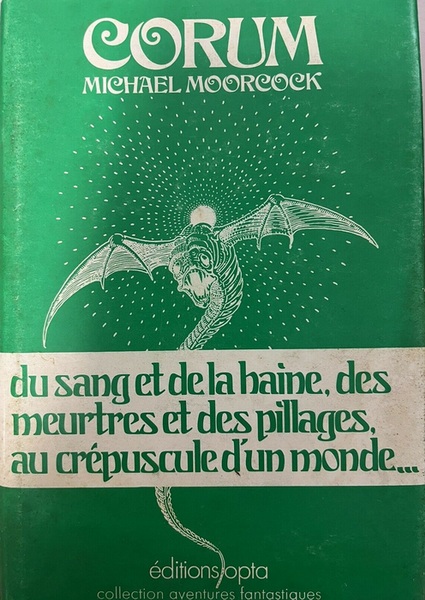 CORUM
MICHAEL MOORCOCK
du sang et de la haine, des
meurtres et des pillages,
au crépuscule d'un monde...
éditions opta
collection aventures fantastiques